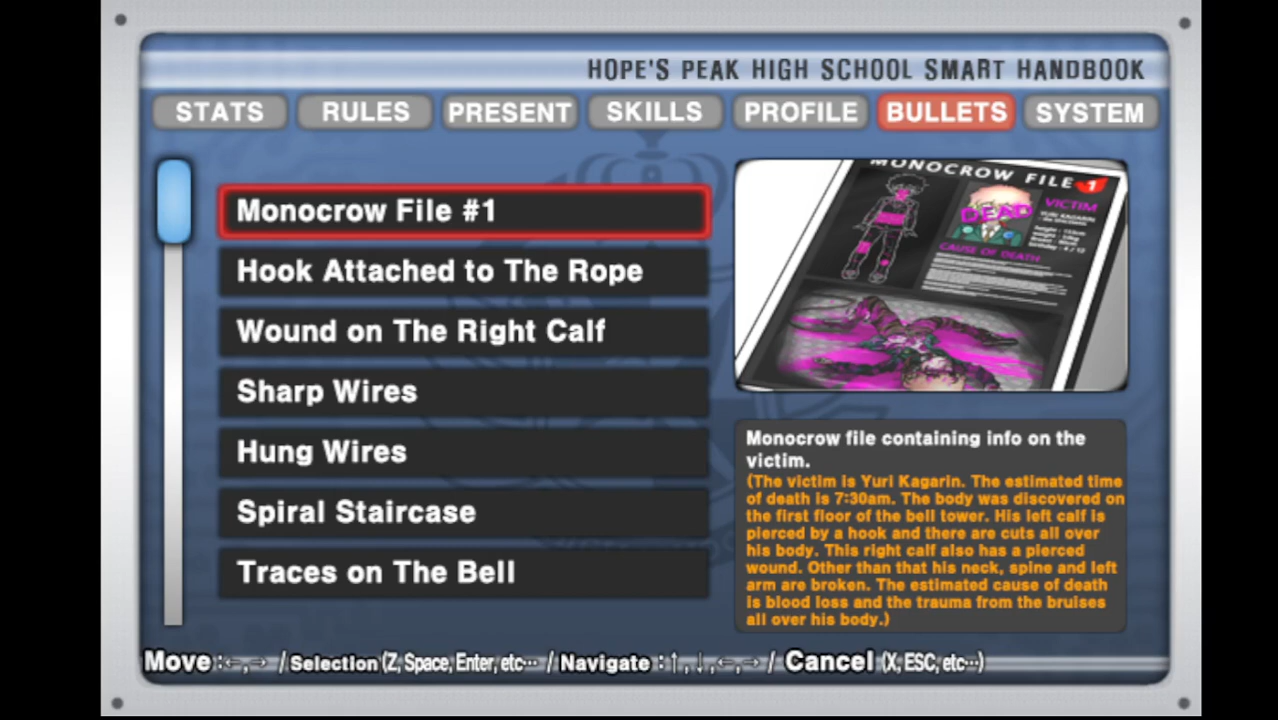 HOPE'S PEAK HIGH SCHOOL SMART HANDBOOK
STATS RULES PRESENT SKILLS PROFILE BULLETS SYSTEM
Monocrow File #1
Hook Attached to The Rope
Wound on The Right Calf
Sharp Wires
Hung Wires
Spiral Staircase
Traces on The Bell
MONOCROW FILE 1
VICTIM
DEAD
YURI KAGARIN
CAUSE OF DEATH
Monocrow file containing info on the
victim.
(The victim is Yuri Kagarin. The estimated time
of death is 7:30am. The body was discovered on
the first floor of the bell tower. His left calf is
pierced by a hook and there are cuts all over
his body. This right calf also has a pierced
wound. Other than that his neck, spine and left
arm are broken. The estimated cause of death
is blood loss and the trauma from the bruises
all over his body.)
Move :←,→ / Selection (Z, Space, Enter, etc··· / Navigate : ↑, ↓, ←, → / Cancel (X, ESC, etc···)